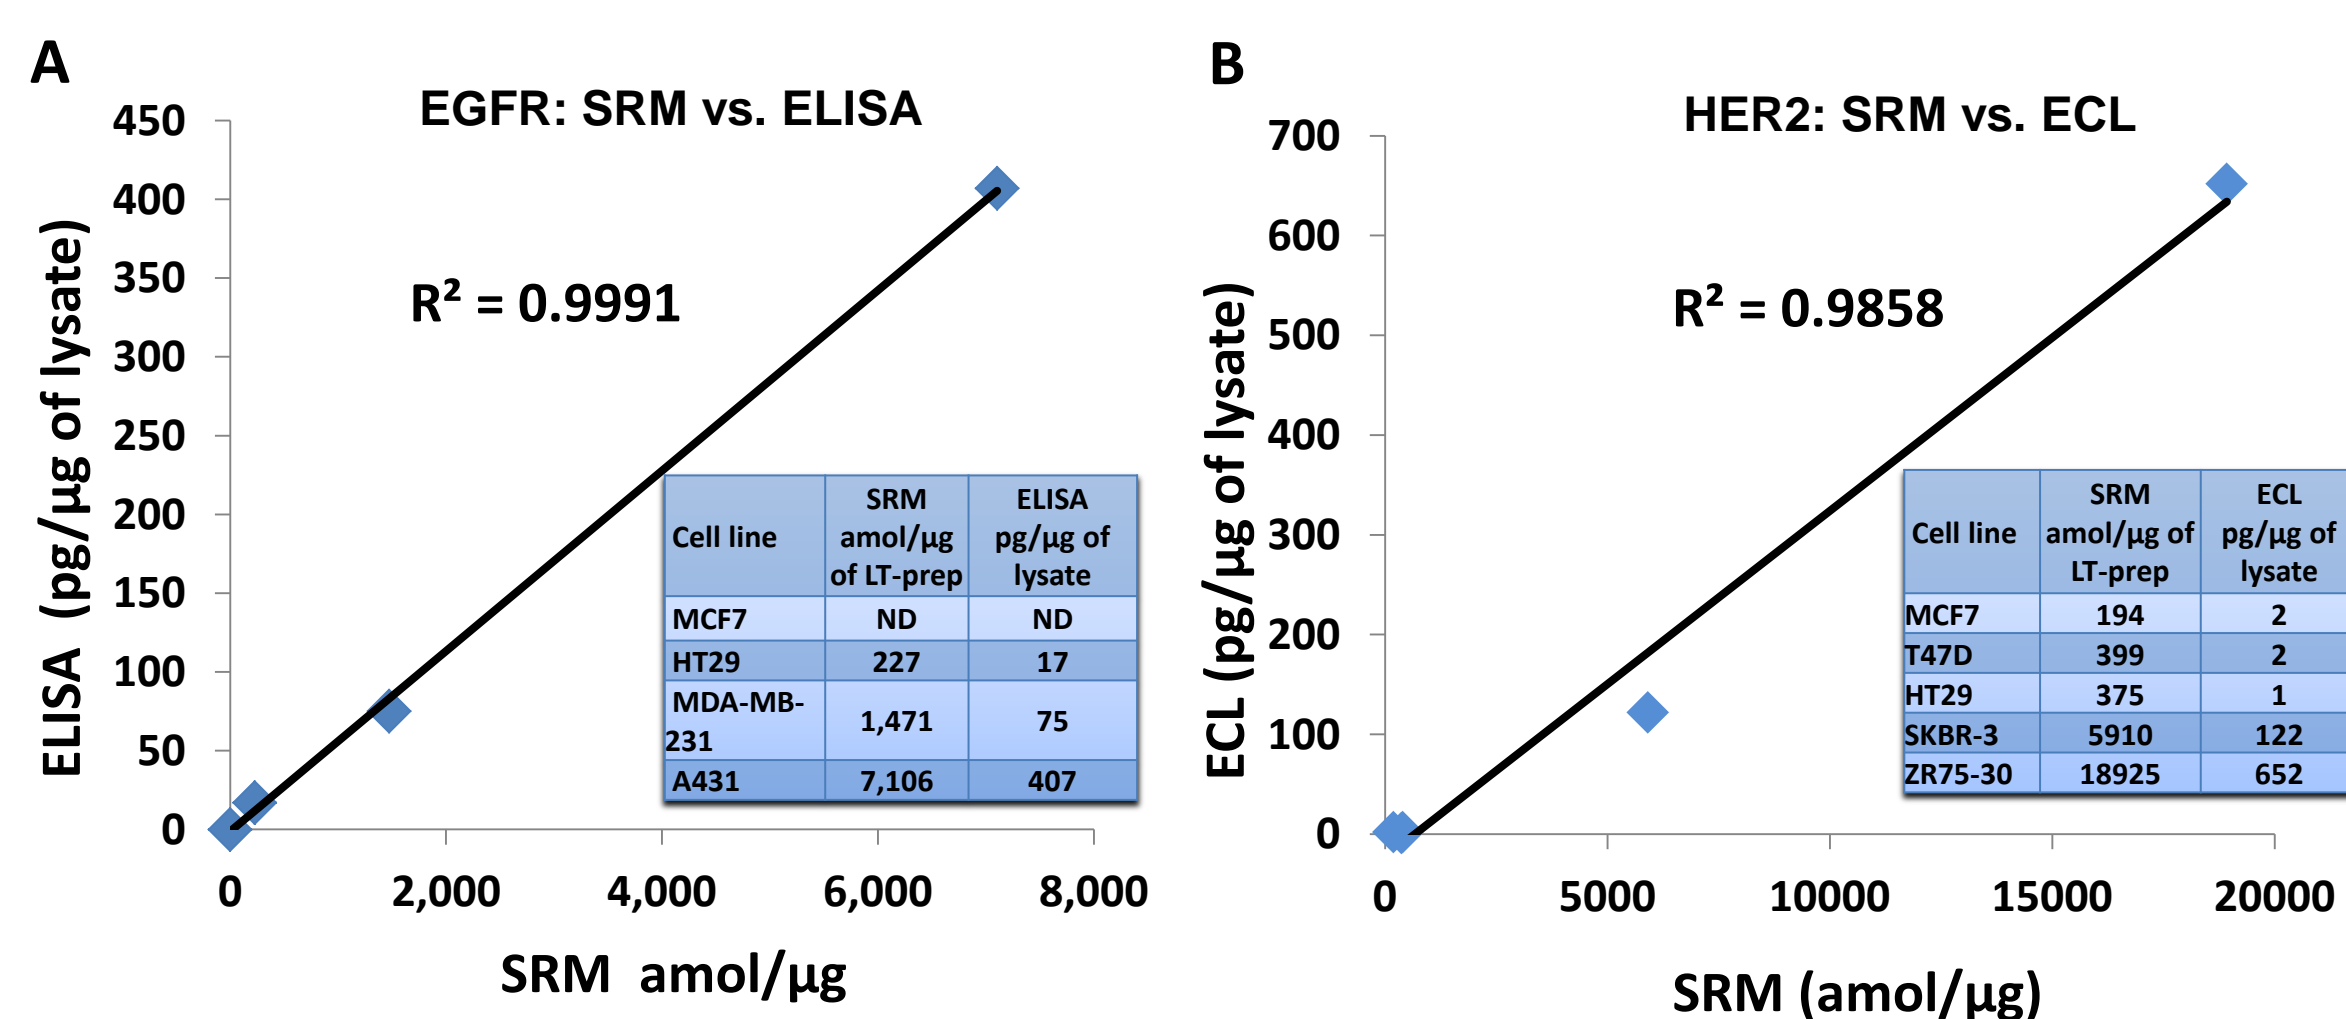 A
EGFR: SRM vs. ELISA
450
400
350
300
250
200
150
100
50
0
ELISA (pg/µg of lysate)
R² = 0.9991
Cell line SRM amol/µg of LT-prep ELISA pg/µg of lysate
MCF7 ND ND
HT29 227 17
MDA-MB-231 1,471 75
A431 7,106 407
0 2,000 4,000 6,000 8,000
SRM amol/µg
B
HER2: SRM vs. ECL
700
600
500
400
300
200
100
0
ECL (pg/µg of lysate)
R² = 0.9858
Cell line SRM amol/µg of LT-prep ECL pg/µg of lysate
MCF7 194 2
T47D 399 2
HT29 375 1
SKBR-3 5910 122
ZR75-30 18925 652
0 5000 10000 15000 20000
SRM (amol/µg)